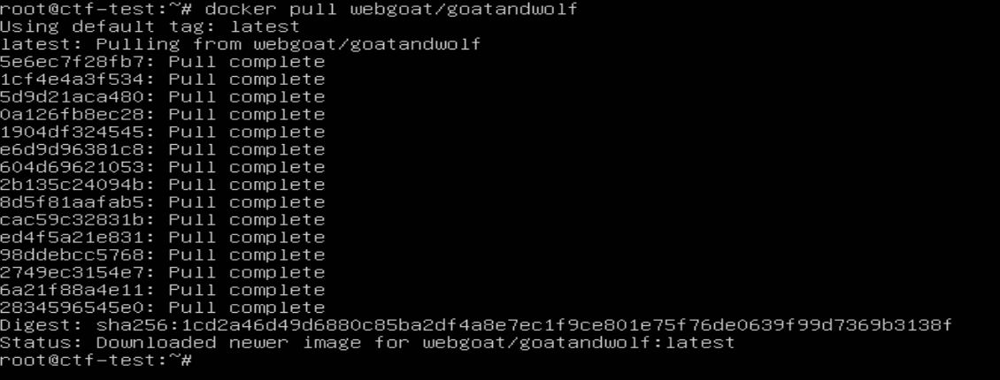 root@ctf-test:~# docker pull webgoat/goatandwolf
Using default tag: latest
latest: Pulling from webgoat/goatandwolf
5e6ec7f28fb7: Pull complete
1cf4e4a3f534: Pull complete
5d9d21aca480: Pull complete
0a126fb8ec28: Pull complete
1904df324545: Pull complete
e6d9d96381c8: Pull complete
604d69621053: Pull complete
2b135c24094b: Pull complete
8d5f81aafab5: Pull complete
cac59c32831b: Pull complete
ed4f5a21e831: Pull complete
98ddebcc5768: Pull complete
2749ec3154e7: Pull complete
6a21f88a4e11: Pull complete
2834596545e0: Pull complete
Digest: sha256:1cd2a46d49d6880c85ba2df4a8e7ec1f9ce801e75f76de0639f99d7369b3138f
Status: Downloaded newer image for webgoat/goatandwolf:latest
root@ctf-test:~#